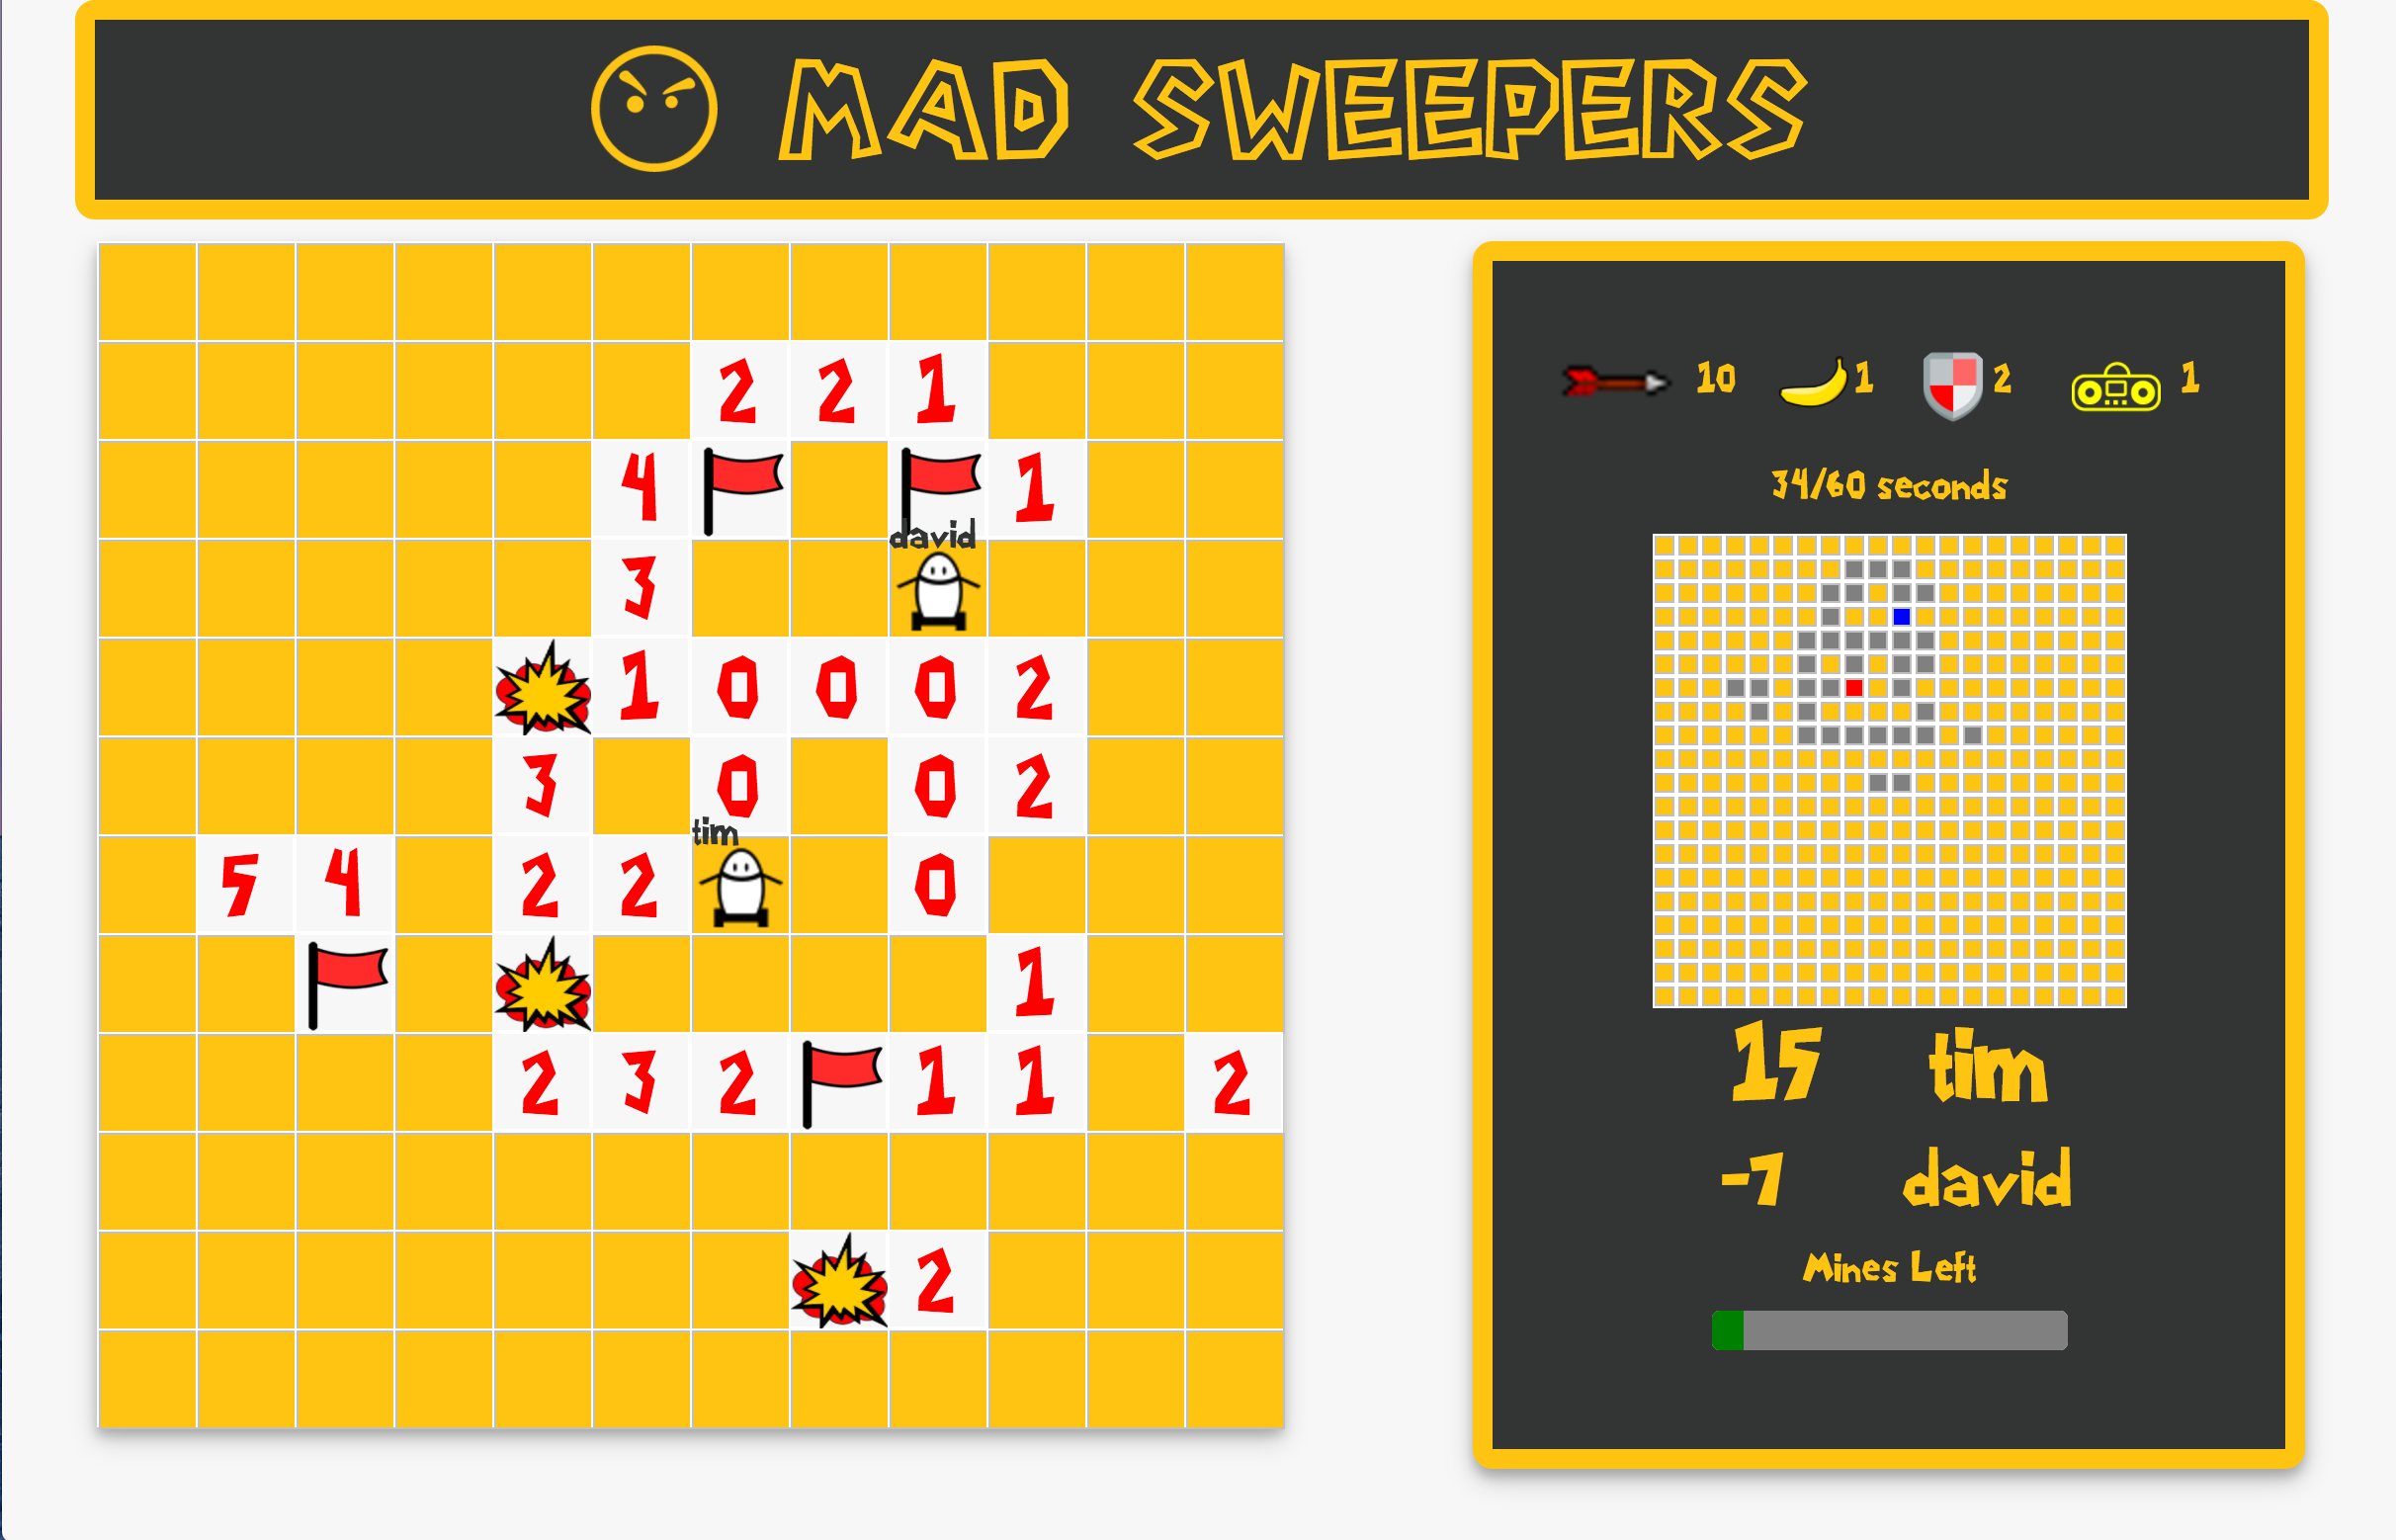 MAD SWEEPERS
10 1 2 1
34/60 seconds
2 2 1
4 1
david
3
1 0 0 0 2
3 0 0 2
tim
5 4 2 2 0
1
2 3 2 1 1 2
2
15 tim
-7 david
Mines Left